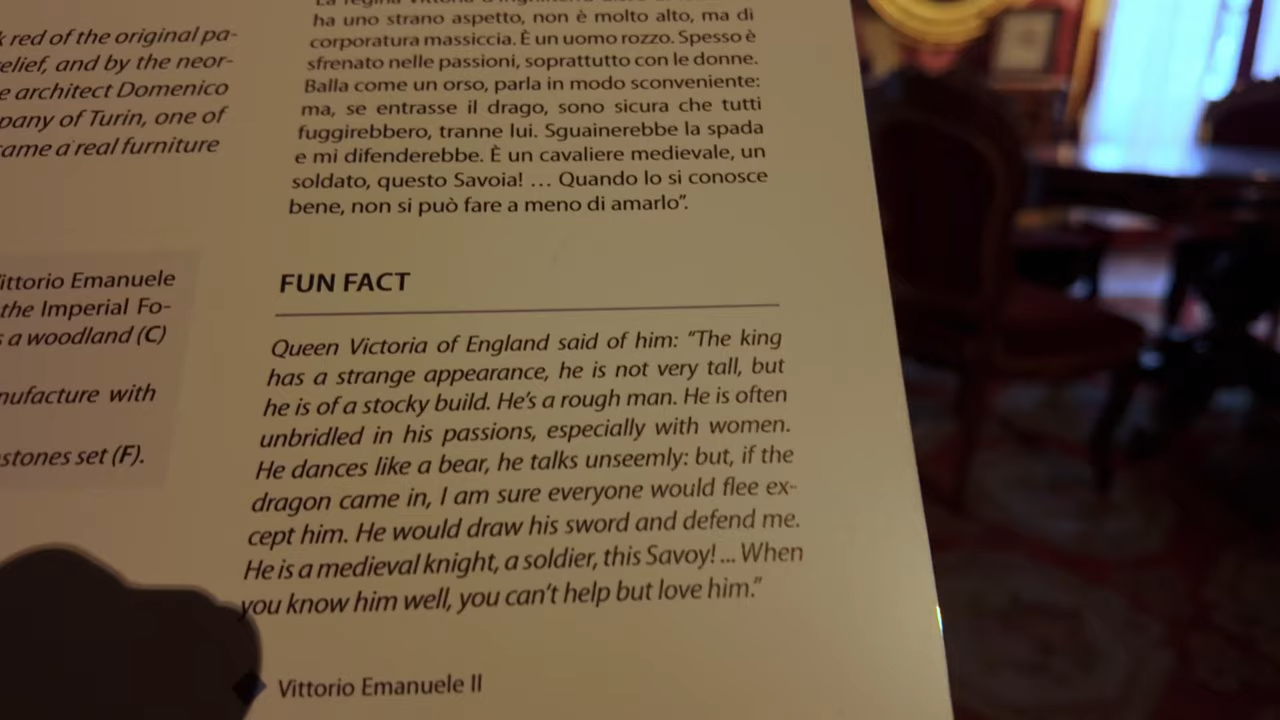 k red of the original pa-
elief, and by the neor-
e architect Domenico
pany of Turin, one of
came a real furniture
ittorio Emanuele
the Imperial Fo-
s a woodland (C)
nufacture with
stones set (F).
ha uno strano aspetto, non è molto alto, ma di
corporatura massiccia. È un uomo rozzo. Spesso è
sfrenato nelle passioni, soprattutto con le donne.
Balla come un orso, parla in modo sconveniente:
ma, se entrasse il drago, sono sicura che tutti
fuggirebbero, tranne lui. Sguainerebbe la spada
e mi difenderebbe. È un cavaliere medievale, un
soldato, questo Savoia! ... Quando lo si conosce
bene, non si può fare a meno di amarlo”.
FUN FACT
Queen Victoria of England said of him: “The king
has a strange appearance, he is not very tall, but
he is of a stocky build. He’s a rough man. He is often
unbridled in his passions, especially with women.
He dances like a bear, he talks unseemly: but, if the
dragon came in, I am sure everyone would flee ex-
cept him. He would draw his sword and defend me.
He is a medieval knight, a soldier, this Savoy! ... When
you know him well, you can’t help but love him.”
Vittorio Emanuele II